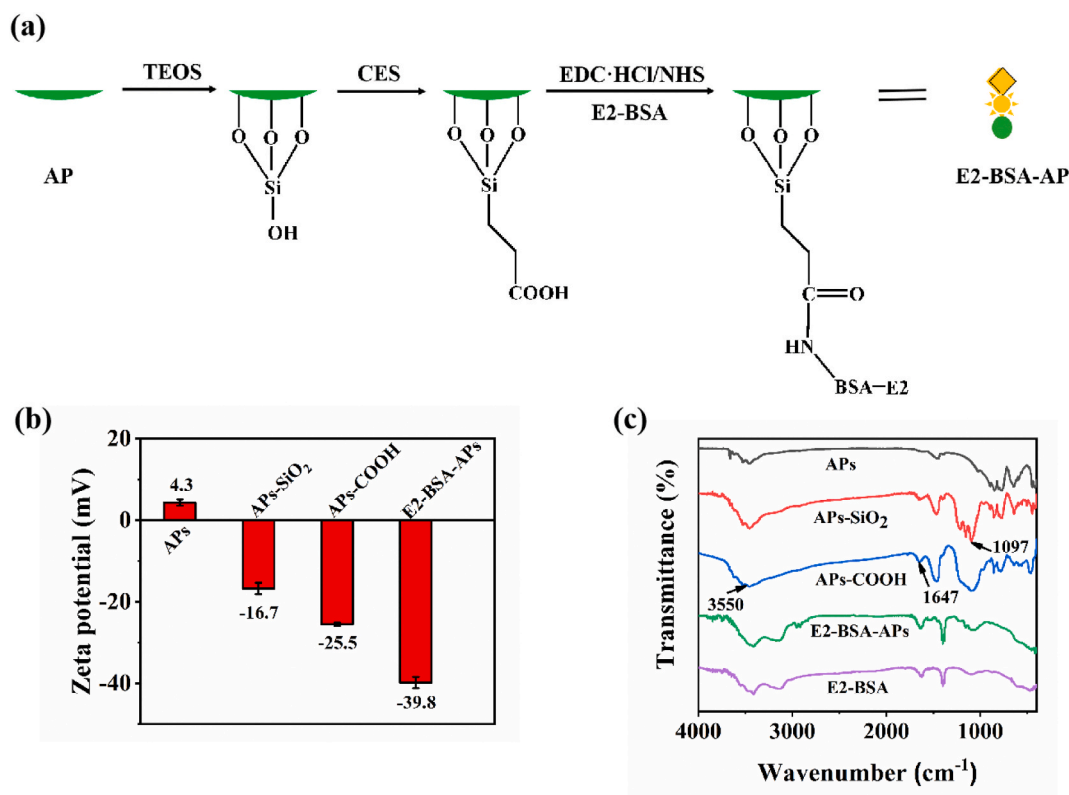 (a)
TEOS
CES
EDC·HCl/NHS
E2-BSA
AP
O O O
Si
OH
O O O
Si
COOH
O O O
Si
C=O
HN
BSA-E2
E2-BSA-AP
(b)
Zeta potential (mV)
20
0
-20
-40
4.3
APs
APs-SiO₂
-16.7
APs-COOH
-25.5
E2-BSA-APs
-39.8
(c)
Transmittance (%)
APs
APs-SiO₂
1097
APs-COOH
3550
1647
E2-BSA-APs
E2-BSA
4000 3000 2000 1000
Wavenumber (cm⁻¹)